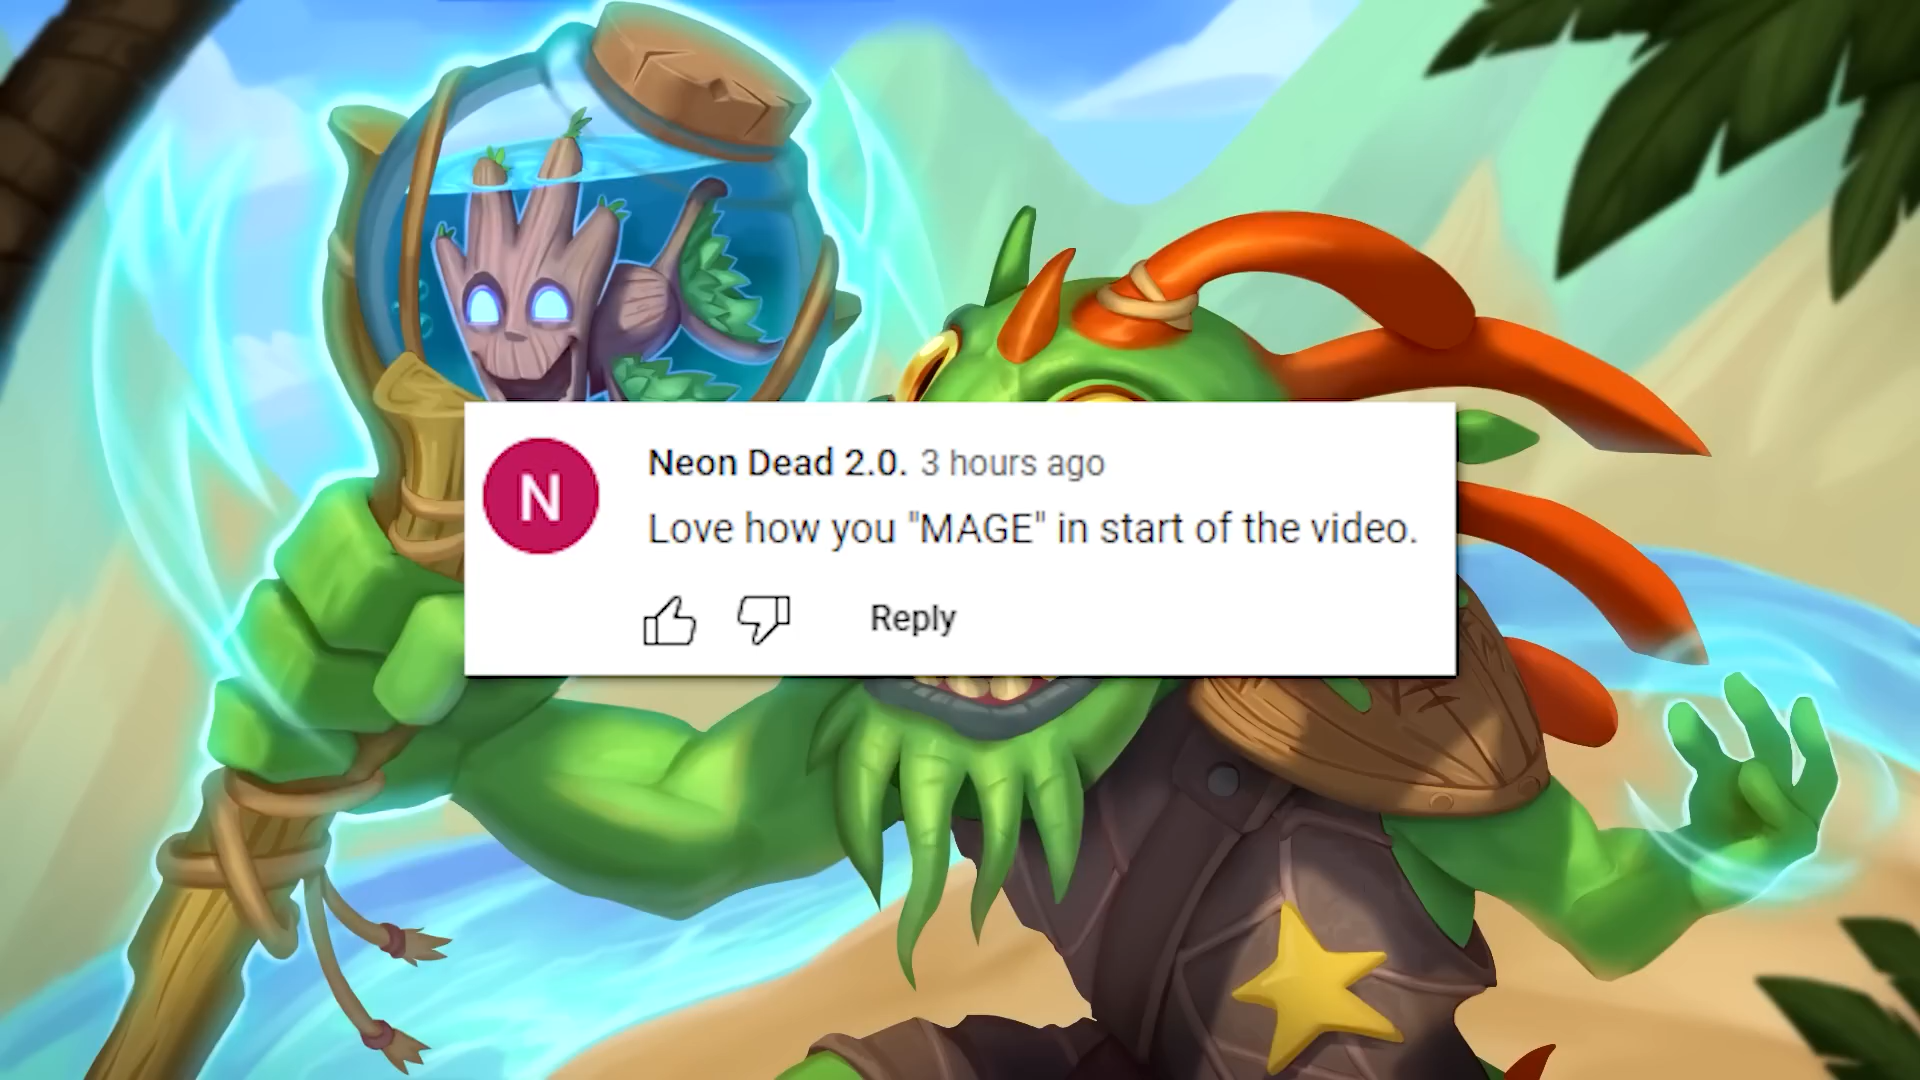 N
Neon Dead 2.0. 3 hours ago
Love how you "MAGE" in start of the video.
Reply